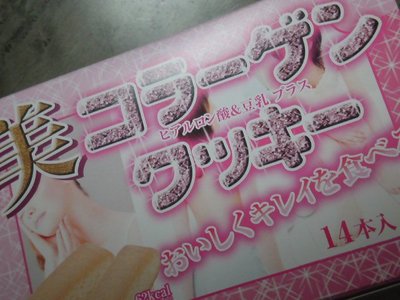 美
コラーゲン
ヒアルロン酸&豆乳 プラス
クッキー
おいしくキレイを食べ
14本入
kcal